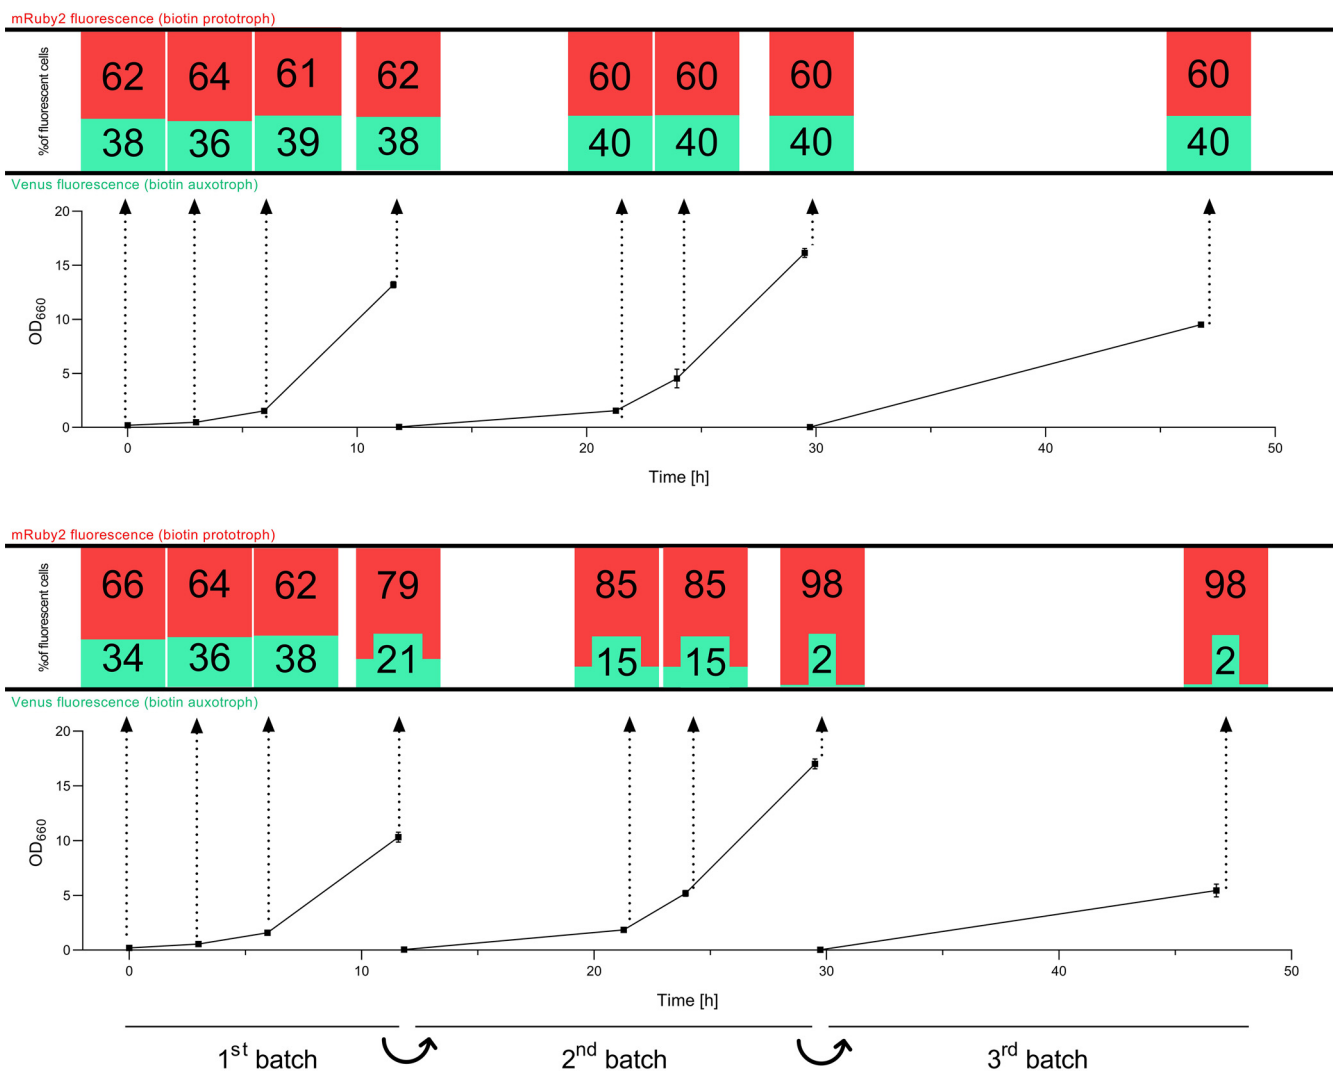 mRuby2 fluorescence (biotin prototroph)
%of fluorescent cells
62 64 61 62 60 60 60 60
38 36 39 38 40 40 40 40
Venus fluorescence (biotin auxotroph)
20
15
10
5
0
OD660
0 10 20 30 40 50
Time [h]
mRuby2 fluorescence (biotin prototroph)
%of fluorescent cells
66 64 62 79 85 85 98 98
34 36 38 21 15 15 2 2
Venus fluorescence (biotin auxotroph)
20
15
10
5
0
OD660
0 10 20 30 40 50
Time [h]
1st batch 2nd batch 3rd batch